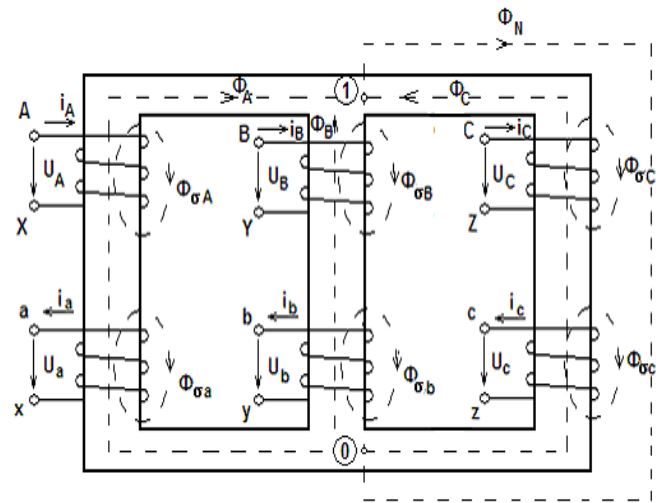 Φ_N
Φ_A 1 Φ_C
A i_A B i_B Φ_B C i_C
U_A Φ_σA U_B Φ_σB U_C Φ_σC
X Y Z
a i_a b i_b c i_c
U_a Φ_σa U_b Φ_σb U_c Φ_σc
x y z
0